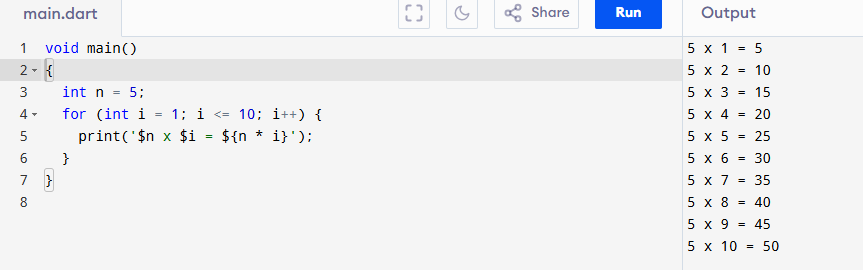 main.dart
Share
Run
Output
1 void main()
2 {
3   int n = 5;
4   for (int i = 1; i <= 10; i++) {
5     print('$n x $i = ${n * i}');
6   }
7 }
8
5 x 1 = 5
5 x 2 = 10
5 x 3 = 15
5 x 4 = 20
5 x 5 = 25
5 x 6 = 30
5 x 7 = 35
5 x 8 = 40
5 x 9 = 45
5 x 10 = 50